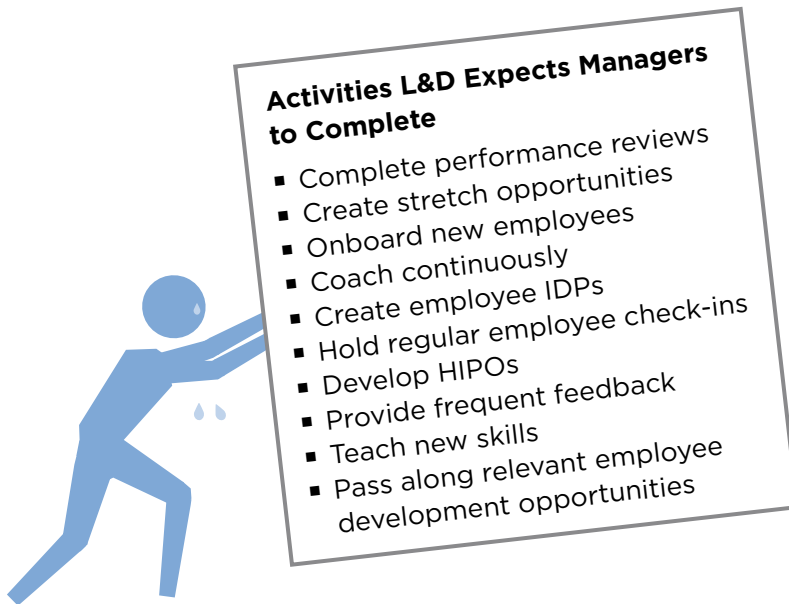 Activities L&D Expects Managers
to Complete
▪ Complete performance reviews
▪ Create stretch opportunities
▪ Onboard new employees
▪ Coach continuously
▪ Create employee IDPs
▪ Hold regular employee check-ins
▪ Develop HIPOs
▪ Provide frequent feedback
▪ Teach new skills
▪ Pass along relevant employee
development opportunities